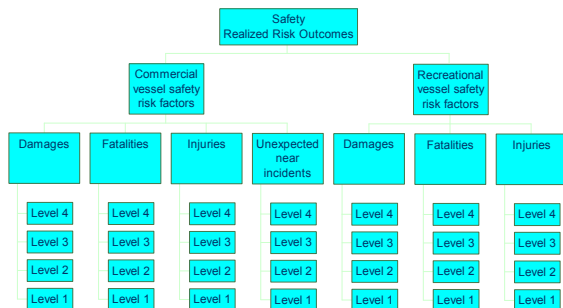 Safety
Realized Risk Outcomes
Commercial
vessel safety
risk factors
Recreational
vessel safety
risk factors
Damages
Fatalities
Injuries
Unexpected
near
incidents
Damages
Fatalities
Injuries
Level 4
Level 4
Level 4
Level 4
Level 4
Level 4
Level 4
Level 3
Level 3
Level 3
Level 3
Level 3
Level 3
Level 3
Level 2
Level 2
Level 2
Level 2
Level 2
Level 2
Level 2
Level 1
Level 1
Level 1
Level 1
Level 1
Level 1
Level 1